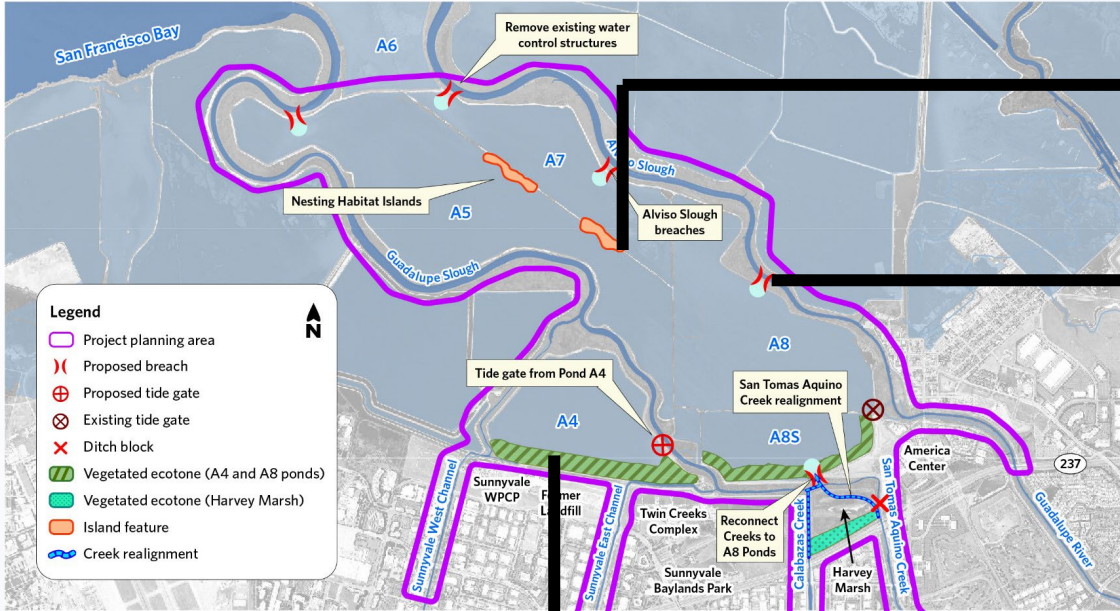 San Francisco Bay
A6
Remove existing water
control structures
A7
Alviso Slough
Nesting Habitat Islands
A5
Alviso Slough
breaches
Guadalupe Slough
Legend
N
Project planning area
Proposed breach
Proposed tide gate
Existing tide gate
Ditch block
Vegetated ecotone (A4 and A8 ponds)
Vegetated ecotone (Harvey Marsh)
Island feature
Creek realignment
A8
Tide gate from Pond A4
San Tomas Aquino
Creek realignment
A4
A8S
America
Center
237
Sunnyvale West Channel
Sunnyvale
WPCP
Former
Landfill
Sunnyvale East Channel
Twin Creeks
Complex
Reconnect
Creeks to
A8 Ponds
Calabazas Creek
San Tomas Aquino Creek
Guadalupe River
Sunnyvale
Baylands Park
Harvey
Marsh